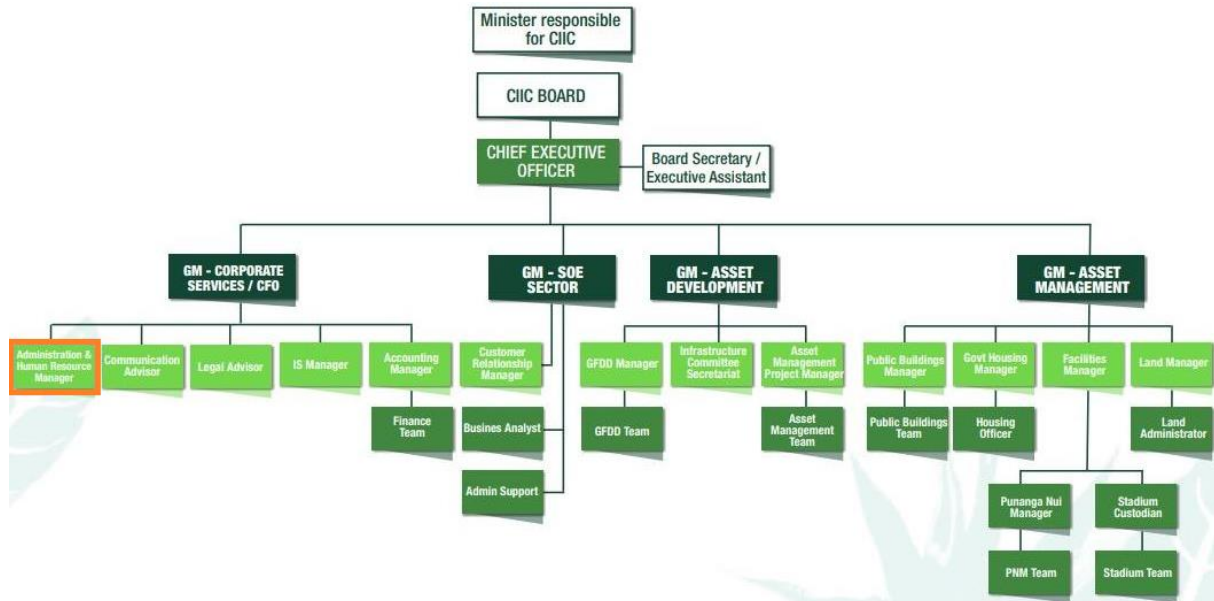 Minister responsible
for CIIC
CIIC BOARD
CHIEF EXECUTIVE
OFFICER
Board Secretary /
Executive Assistant
GM - CORPORATE
SERVICES / CFO
GM - SOE
SECTOR
GM - ASSET
DEVELOPMENT
GM - ASSET
MANAGEMENT
Administration &
Human Resource
Manager
Communication
Advisor
Legal Advisor
IS Manager
Accounting
Manager
Customer
Relationship
Manager
GFDD Manager
Infrastructure
Committee
Secretariat
Asset
Management
Project Manager
Public Buildings
Manager
Govt Housing
Manager
Facilities
Manager
Land Manager
Finance
Team
Busines Analyst
GFDD Team
Asset
Management
Team
Public Buildings
Team
Housing
Officer
Land
Administrator
Admin Support
Punanga Nui
Manager
Stadium
Custodian
PNM Team
Stadium Team